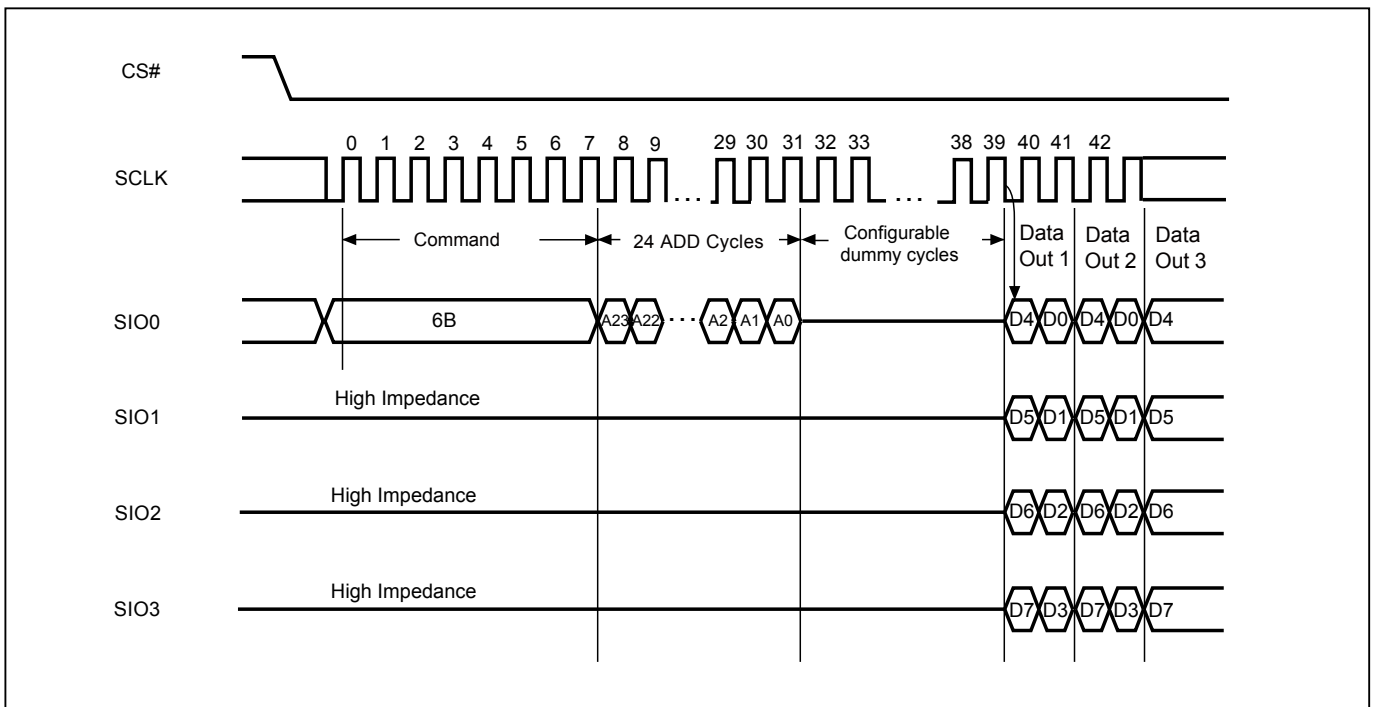 CS#
0 1 2 3 4 5 6 7 8 9 29 30 31 32 33 38 39 40 41 42
SCLK
. . . . . .
Command 24 ADD Cycles Configurable dummy cycles Data Out 1 Data Out 2 Data Out 3
SIO0 6B A23 A22 · · · A2 A1 A0 D4 D0 D4 D0 D4
High Impedance
SIO1 D5 D1 D5 D1 D5
High Impedance
SIO2 D6 D2 D6 D2 D6
High Impedance
SIO3 D7 D3 D7 D3 D7